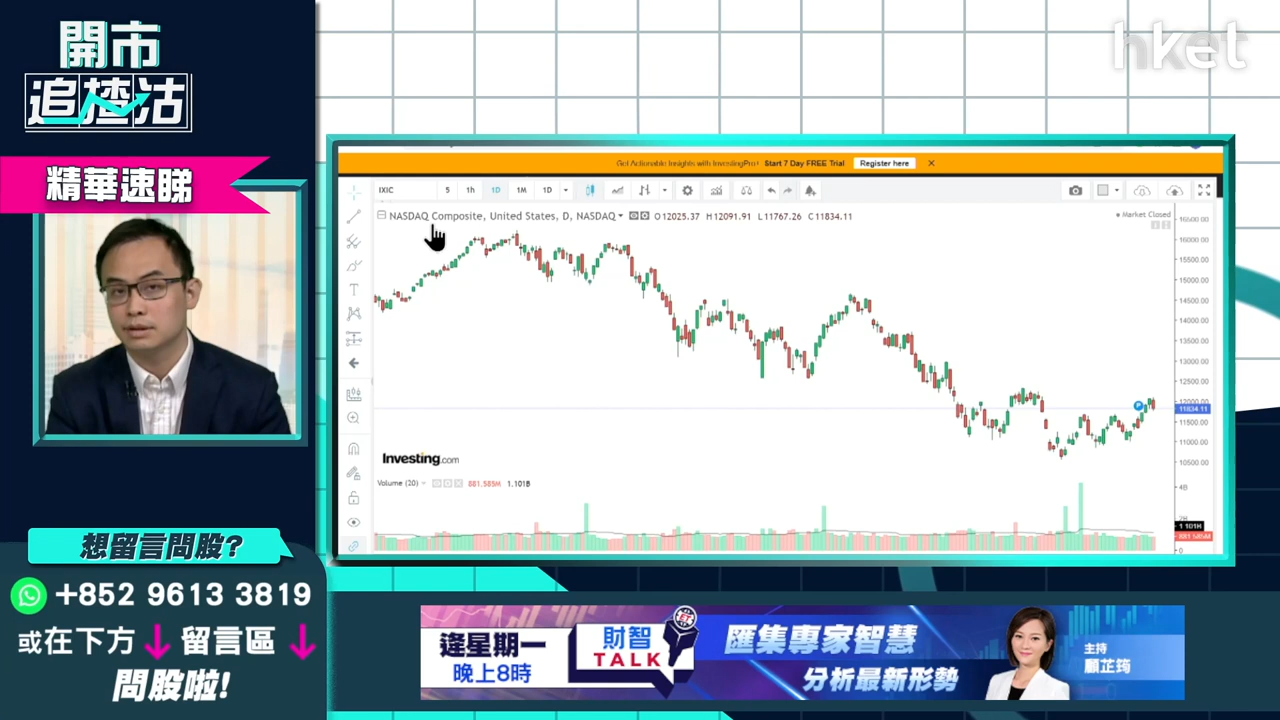 開市
追揸沽
精華速睇
hket
Get Actionable Insights with InvestingPro+ Start 7 Day FREE Trial Register here
IXIC 5 1h 1D 1M 1D
NASDAQ Composite, United States, D, NASDAQ O12025.37 H12091.91 L11767.26 C11834.11
Market Closed
16500.00
16000.00
15500.00
15000.00
14500.00
14000.00
13500.00
13000.00
12500.00
12000.00
11834.11
11500.00
11000.00
10500.00
Investing.com
Volume (20) 881.585M 1.101B
4B
2B
1.101B
881.585M
0
想留言問股?
+852 9613 3819
或在下方 留言區
問股啦!
逢星期一
晚上8時
財智
TALK
匯集專家智慧
分析最新形勢
主持
顧芷筠